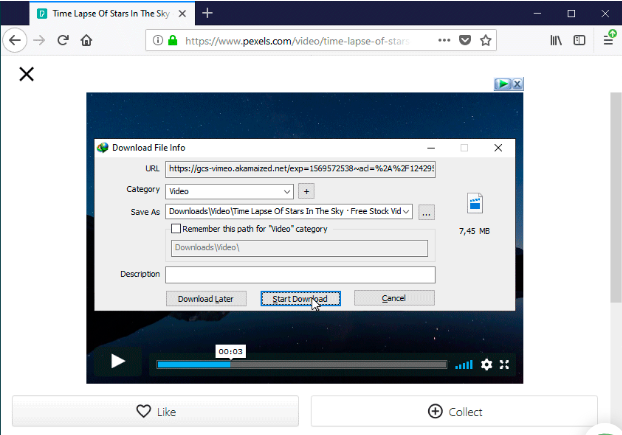 Time Lapse Of Stars In The Sky
https://www.pexels.com/video/time-lapse-of-stars
X
Download File Info
URL https://gcs-vimeo.akamaized.net/exp=1569572538~acl=%2A%2F124295
Category Video
Save As Downloads\Video\Time Lapse Of Stars In The Sky · Free Stock Vid
...
7,45 MB
Remember this path for "Video" category
Downloads\Video\
Description
Download Later Start Download Cancel
00:03
Like Collect